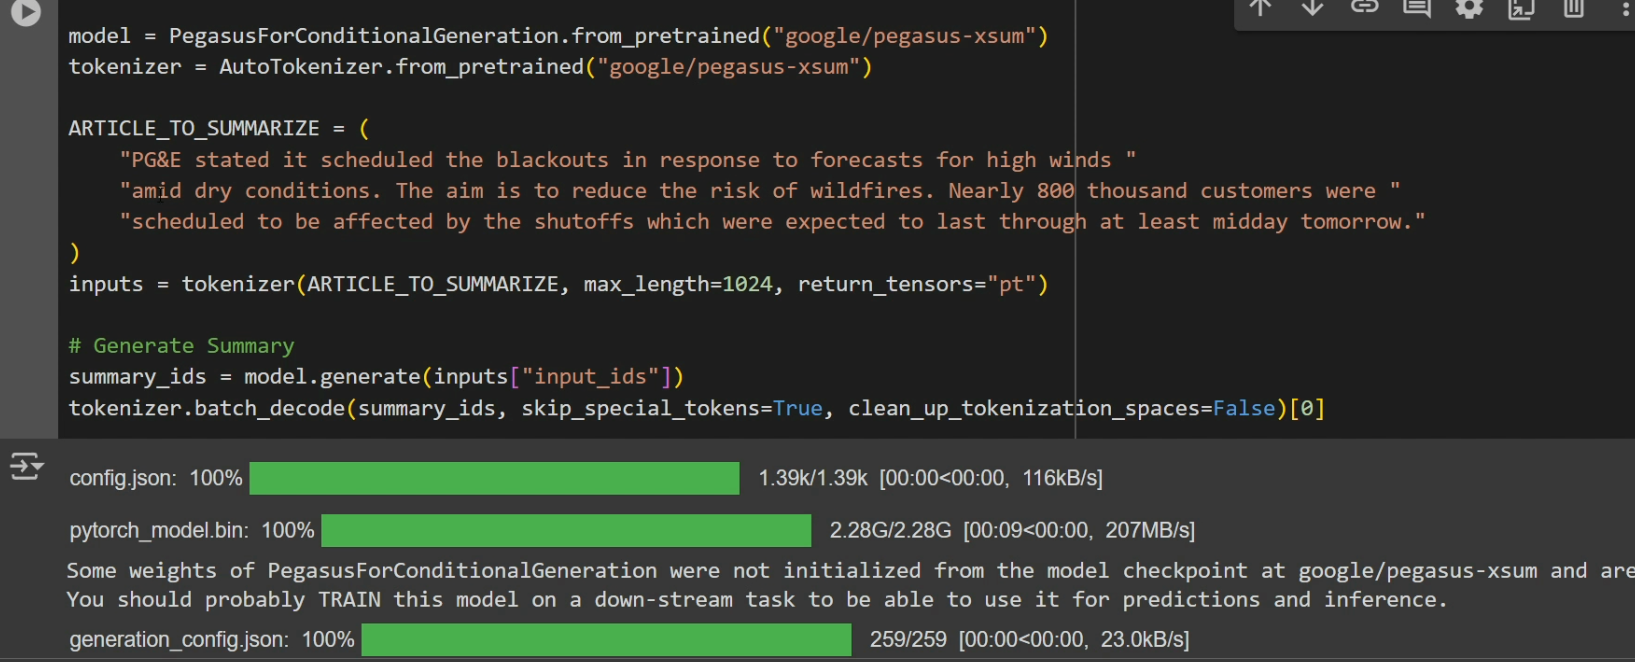 model = PegasusForConditionalGeneration.from_pretrained("google/pegasus-xsum")
tokenizer = AutoTokenizer.from_pretrained("google/pegasus-xsum")
ARTICLE_TO_SUMMARIZE = (
"PG&E stated it scheduled the blackouts in response to forecasts for high winds "
"amid dry conditions. The aim is to reduce the risk of wildfires. Nearly 800 thousand customers were "
"scheduled to be affected by the shutoffs which were expected to last through at least midday tomorrow."
)
inputs = tokenizer(ARTICLE_TO_SUMMARIZE, max_length=1024, return_tensors="pt")
# Generate Summary
summary_ids = model.generate(inputs["input_ids"])
tokenizer.batch_decode(summary_ids, skip_special_tokens=True, clean_up_tokenization_spaces=False)[0]
config.json: 100% 1.39k/1.39k [00:00<00:00, 116kB/s]
pytorch_model.bin: 100% 2.28G/2.28G [00:09<00:00, 207MB/s]
Some weights of PegasusForConditionalGeneration were not initialized from the model checkpoint at google/pegasus-xsum and are
You should probably TRAIN this model on a down-stream task to be able to use it for predictions and inference.
generation_config.json: 100% 259/259 [00:00<00:00, 23.0kB/s]